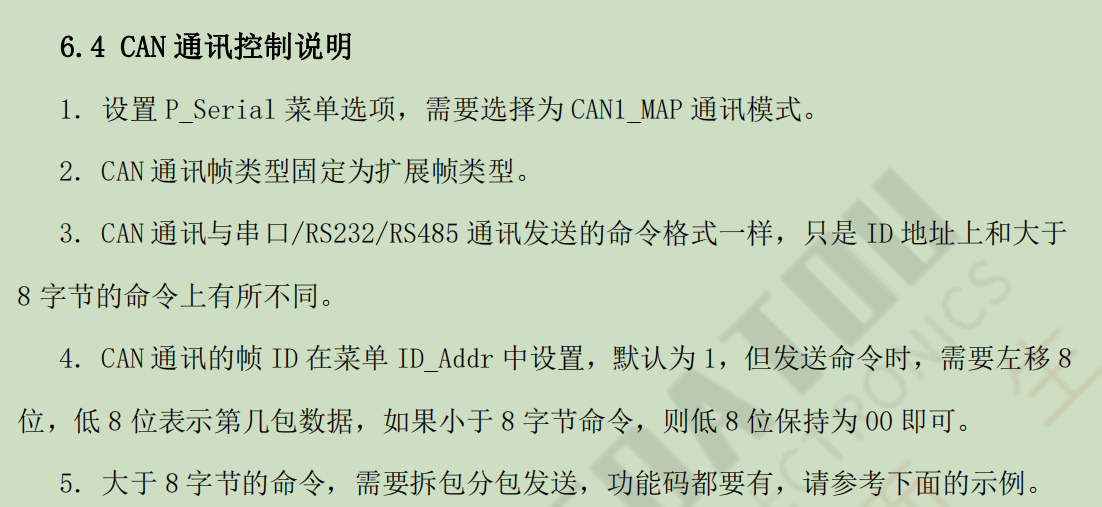 6.4 CAN 通讯控制说明
1. 设置 P_Serial 菜单选项，需要选择为 CAN1_MAP 通讯模式。
2. CAN 通讯帧类型固定为扩展帧类型。
3. CAN 通讯与串口/RS232/RS485 通讯发送的命令格式一样，只是 ID 地址上和大于
8 字节的命令上有所不同。
4. CAN 通讯的帧 ID 在菜单 ID_Addr 中设置，默认为 1，但发送命令时，需要左移 8
位，低 8 位表示第几包数据，如果小于 8 字节命令，则低 8 位保持为 00 即可。
5. 大于 8 字节的命令，需要拆包分包发送，功能码都要有，请参考下面的示例。